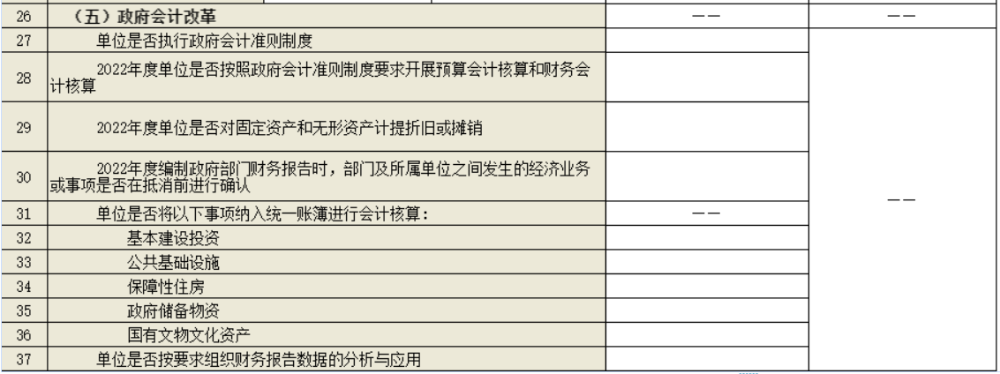 26 （五）政府会计改革 —— ——
27 单位是否执行政府会计准则制度
28 2022年度单位是否按照政府会计准则制度要求开展预算会计核算和财务会
计核算
29 2022年度单位是否对固定资产和无形资产计提折旧或摊销
30 2022年度编制政府部门财务报告时，部门及所属单位之间发生的经济业务
或事项是否在抵消前进行确认
——
31 单位是否将以下事项纳入统一账簿进行会计核算： ——
32 基本建设投资
33 公共基础设施
34 保障性住房
35 政府储备物资
36 国有文物文化资产
37 单位是否按要求组织财务报告数据的分析与应用